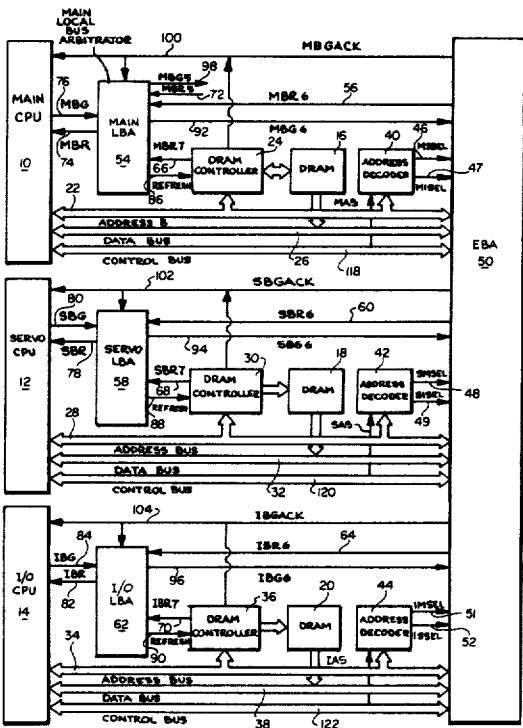 MAIN
LOCAL
BUS
ARBITRATOR
100
MBGACK
76
MBG
MBG5
98
MBR5
72
MBR6
56
MAIN
CPU
10
MBR
74
MAIN
LBA
54
92
MBG6
24
16
40
46
MSSEL
47
MISEL
MBR7
66
REFRESH
86
DRAM
CONTROLLER
DRAM
ADDRESS
DECODER
MAS
22
ADDRESS B
DATA BUS
26
CONTROL BUS
118
EBA
50
102
SBGACK
80
SBG
SBR
78
SBR6
60
94
SBG6
SERVO
CPU
12
SERVO
LBA
58
30
18
42
SBR7
68
REFRESH
88
DRAM
CONTROLLER
DRAM
ADDRESS
DECODER
SMSEL
48
SISEL
49
SAS
28
ADDRESS BUS
DATA BUS
32
CONTROL BUS
120
104
IBGACK
IBG
84
IBR
82
IBR6
64
96
IBG6
I/O
CPU
14
I/O
LBA
62
36
20
44
IBR7
70
REFRESH
90
DRAM
CONTROLLER
DRAM
ADDRESS
DECODER
IMSEL
51
ISSEL
52
IAS
34
ADDRESS BUS
DATA BUS
38
CONTROL BUS
122